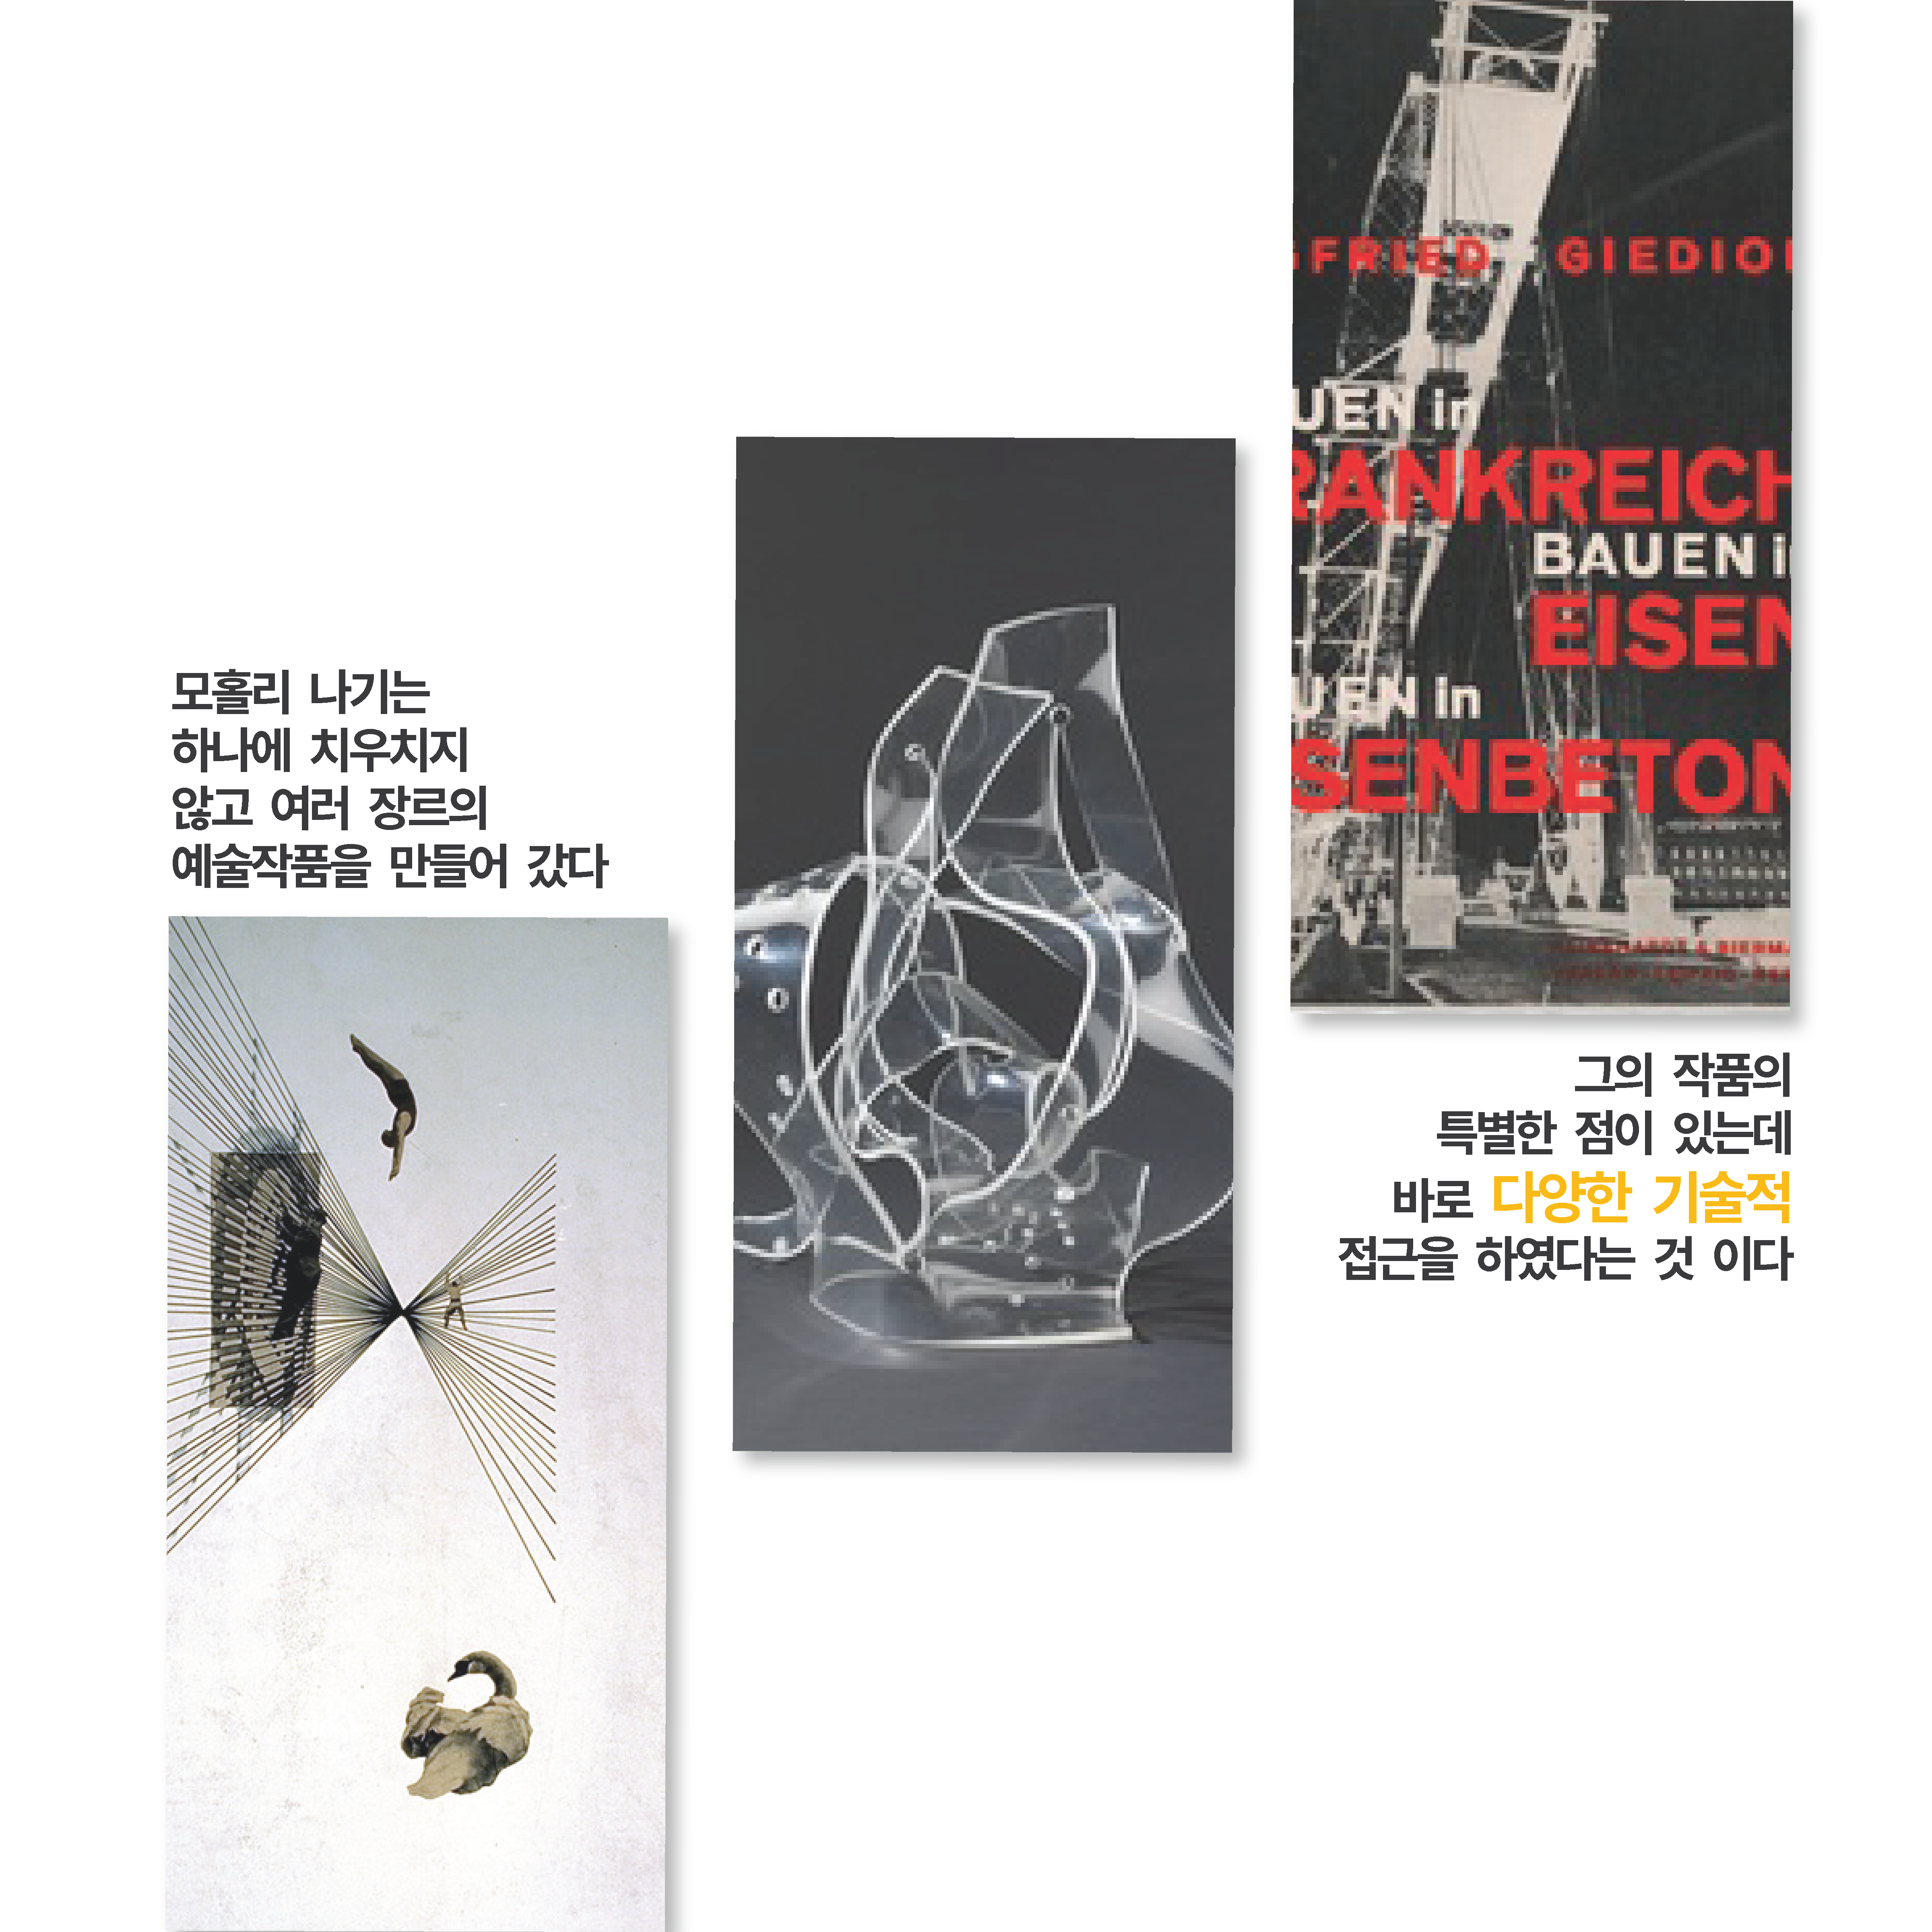 GFRIED GIEDIO
UEN in
RANKREICH
BAUEN i
EISEN
UEN in
SENBETON
모홀리 나기는
하나에 치우치지
않고 여러 장르의
예술작품을 만들어 갔다
그의 작품의
특별한 점이 있는데
바로 다양한 기술적
접근을 하였다는 것 이다